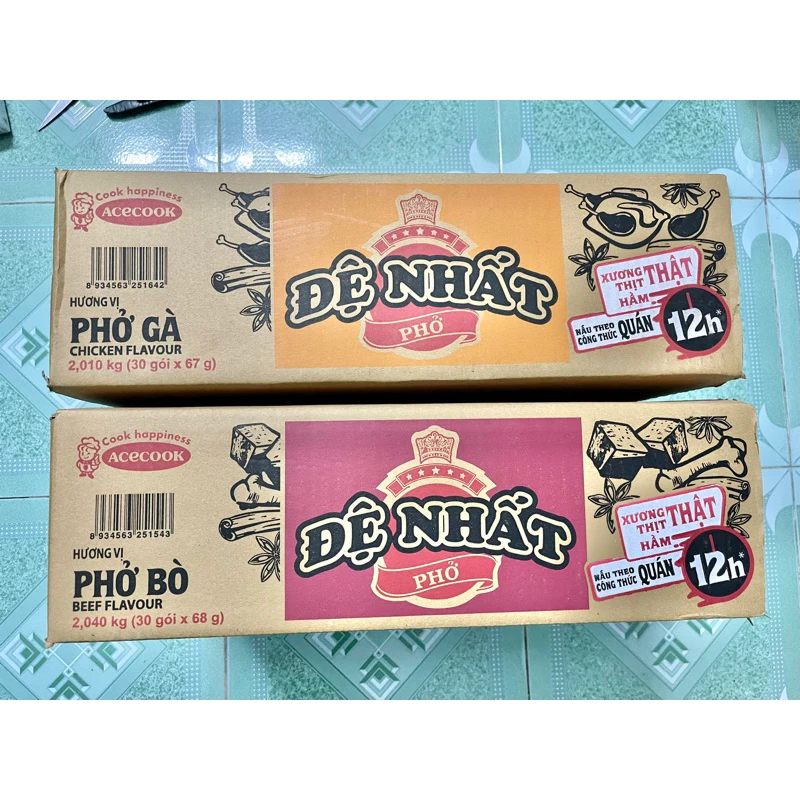 Cook happiness
ACECOOK
8 934563 251642
HƯƠNG VỊ
PHỞ GÀ
CHICKEN FLAVOUR
2,010 kg (30 gói x 67 g)
ĐỆ NHẤT
PHỞ
XƯƠNG
THỊT THẬT
HẦM
NẤU THEO
CÔNG THỨC QUÁN
12h*
Cook happiness
ACECOOK
8 934563 251543
HƯƠNG VỊ
PHỞ BÒ
BEEF FLAVOUR
2,040 kg (30 gói x 68 g)
ĐỆ NHẤT
PHỞ
XƯƠNG
THỊT THẬT
HẦM
NẤU THEO
CÔNG THỨC QUÁN
12h*